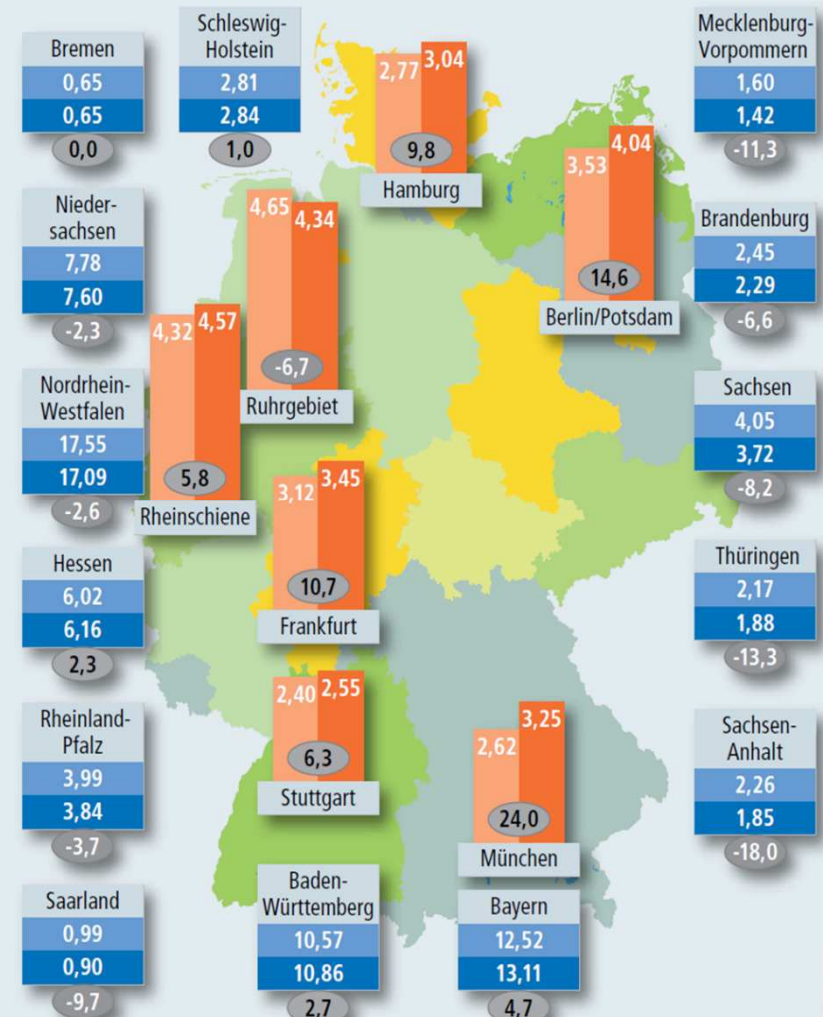 Bremen
0,65
0,65
0,0
Schleswig-
Holstein
2,81
2,84
1,0
2,77
3,04
9,8
Hamburg
Mecklenburg-
Vorpommern
1,60
1,42
-11,3
Nieder-
sachsen
7,78
7,60
-2,3
4,65
4,34
-6,7
Ruhrgebiet
3,53
4,04
14,6
Berlin/Potsdam
Brandenburg
2,45
2,29
-6,6
Nordrhein-
Westfalen
17,55
17,09
-2,6
4,32
4,57
5,8
Rheinschiene
Sachsen
4,05
3,72
-8,2
Hessen
6,02
6,16
2,3
3,12
3,45
10,7
Frankfurt
Thüringen
2,17
1,88
-13,3
Rheinland-
Pfalz
3,99
3,84
-3,7
2,40
2,55
6,3
Stuttgart
2,62
3,25
24,0
München
Sachsen-
Anhalt
2,26
1,85
-18,0
Saarland
0,99
0,90
-9,7
Baden-
Württemberg
10,57
10,86
2,7
Bayern
12,52
13,11
4,7